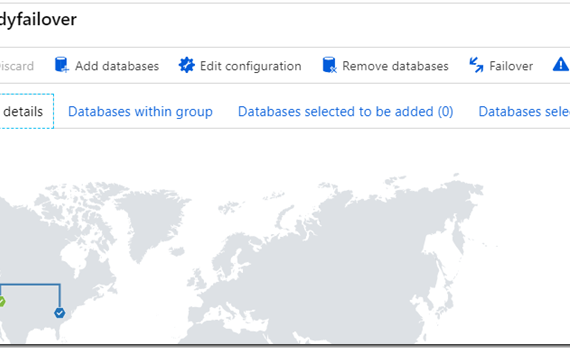 dyfailover
iscard Add databases Edit configuration Remove databases Failover
details Databases within group Databases selected to be added (0) Databases sele